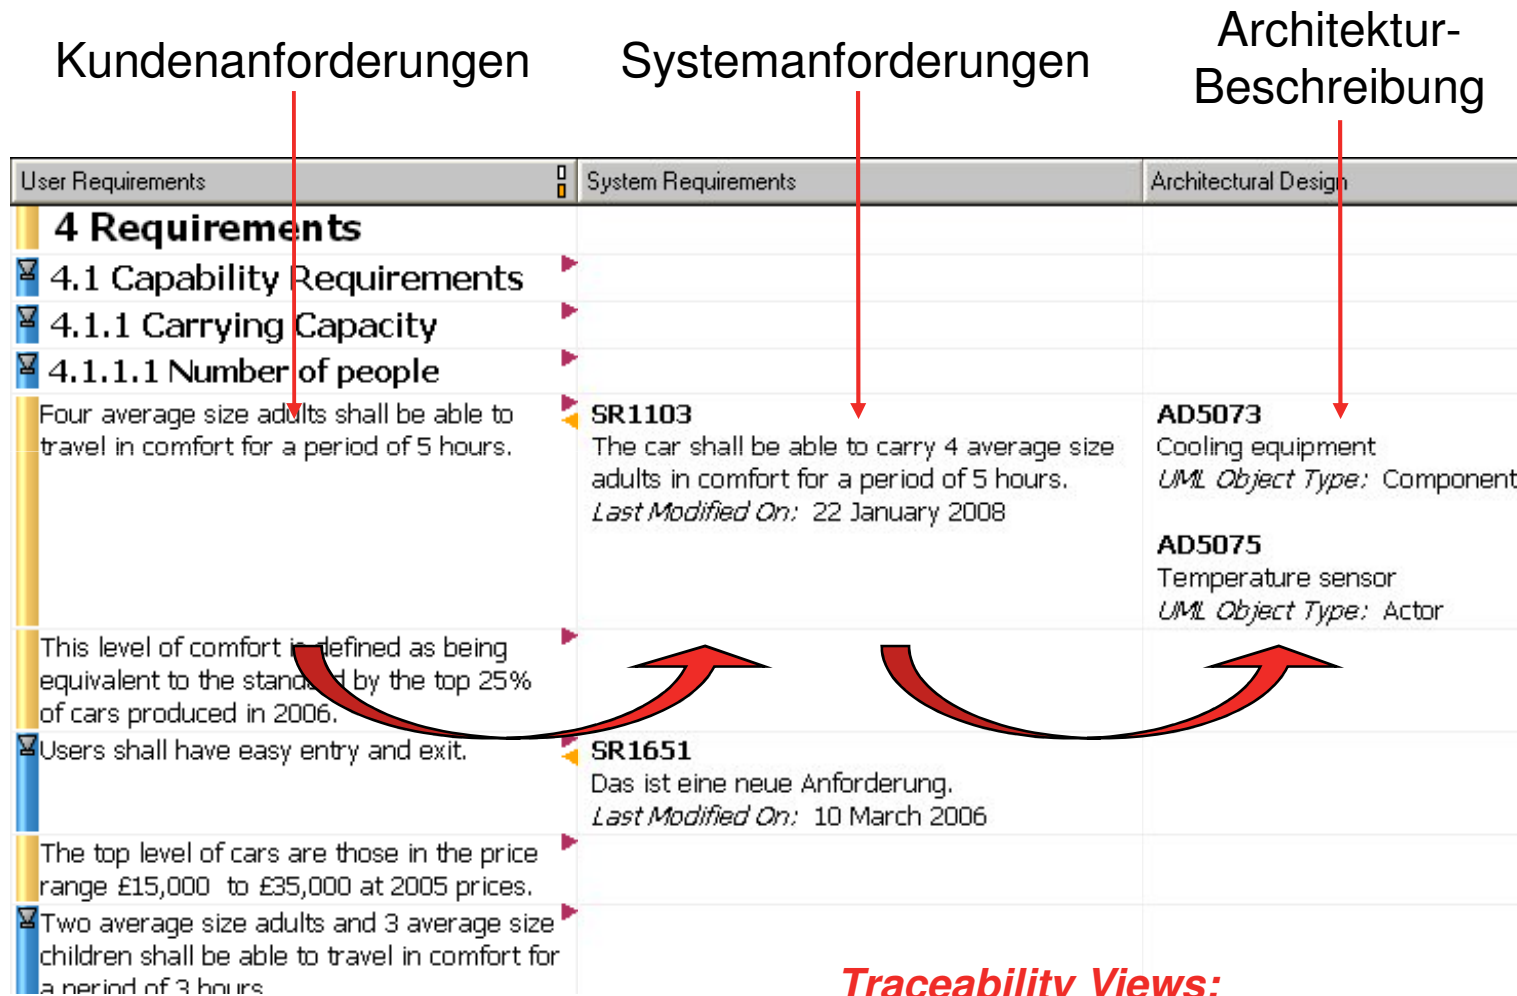 Kundenanforderungen
Systemanforderungen
Architektur-
Beschreibung
User Requirements
System Requirements
Architectural Design
4 Requirements
4.1 Capability Requirements
4.1.1 Carrying Capacity
4.1.1.1 Number of people
Four average size adults shall be able to
travel in comfort for a period of 5 hours.
SR1103
The car shall be able to carry 4 average size
adults in comfort for a period of 5 hours.
Last Modified On: 22 January 2008
AD5073
Cooling equipment
UML Object Type: Component
AD5075
Temperature sensor
UML Object Type: Actor
This level of comfort is defined as being
equivalent to the standard by the top 25%
of cars produced in 2006.
Users shall have easy entry and exit.
SR1651
Das ist eine neue Anforderung.
Last Modified On: 10 March 2006
The top level of cars are those in the price
range £15,000 to £35,000 at 2005 prices.
Two average size adults and 3 average size
children shall be able to travel in comfort for
a period of 3 hours
Traceability Views: